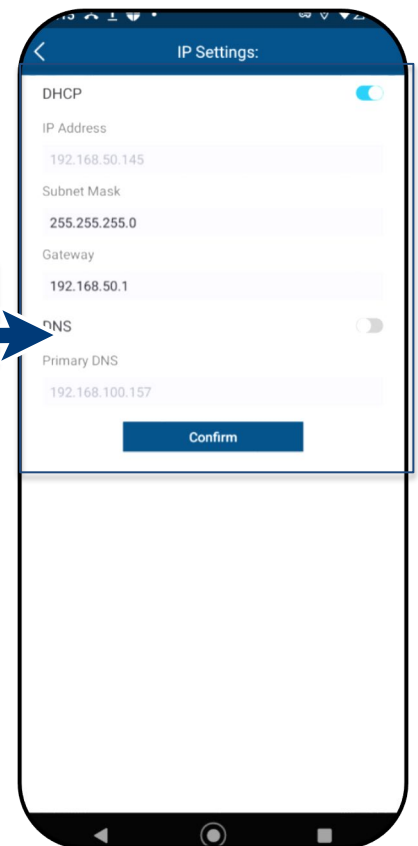 IP Settings:
DHCP
IP Address
192.168.50.145
Subnet Mask
255.255.255.0
Gateway
192.168.50.1
DNS
Primary DNS
192.168.100.157
Confirm